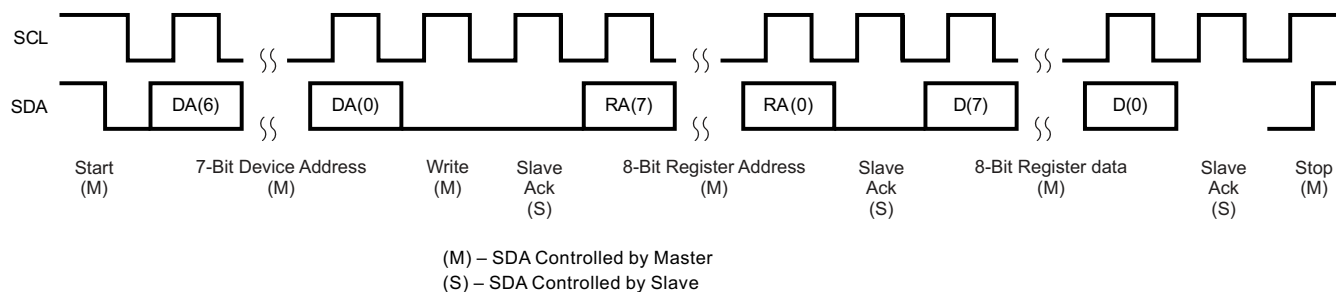 SCL
SDA
DA(6) DA(0) RA(7) RA(0) D(7) D(0)
Start 7-Bit Device Address Write Slave 8-Bit Register Address Slave 8-Bit Register data Slave Stop
(M) (M) (M) Ack (M) Ack (M) Ack (M)
(S) (S) (S)
(M) – SDA Controlled by Master
(S) – SDA Controlled by Slave